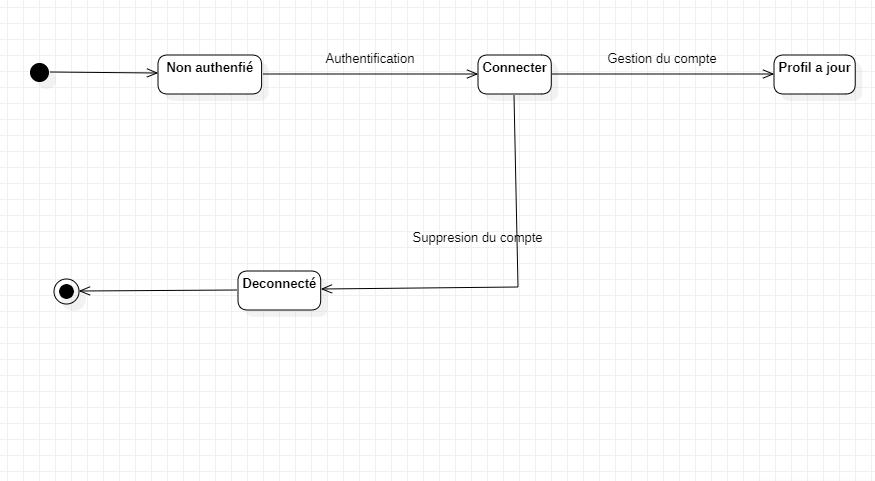 Non authenfié
Authentification
Connecter
Gestion du compte
Profil a jour
Suppresion du compte
Deconnecté